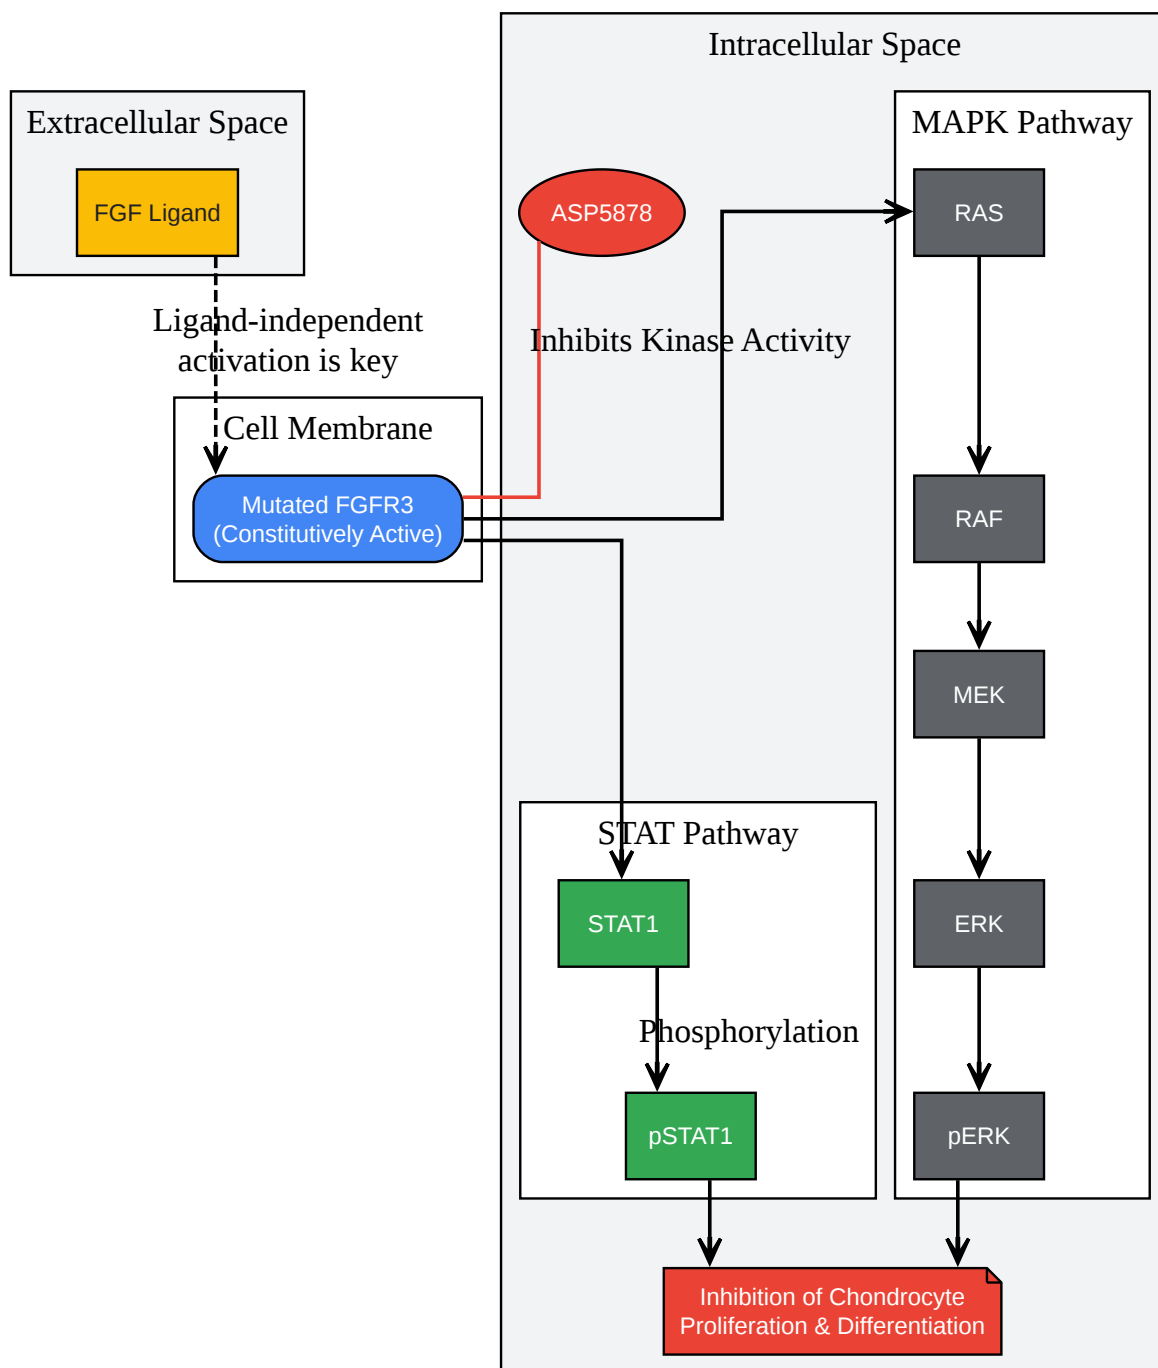 Intracellular Space
Extracellular Space
MAPK Pathway
FGF Ligand
ASP5878
RAS
Ligand-independent
activation is key
Inhibits Kinase Activity
Cell Membrane
Mutated FGFR3
(Constitutively Active)
RAF
MEK
STAT Pathway
STAT1
ERK
Phosphorylation
pSTAT1
pERK
Inhibition of Chondrocyte
Proliferation & Differentiation